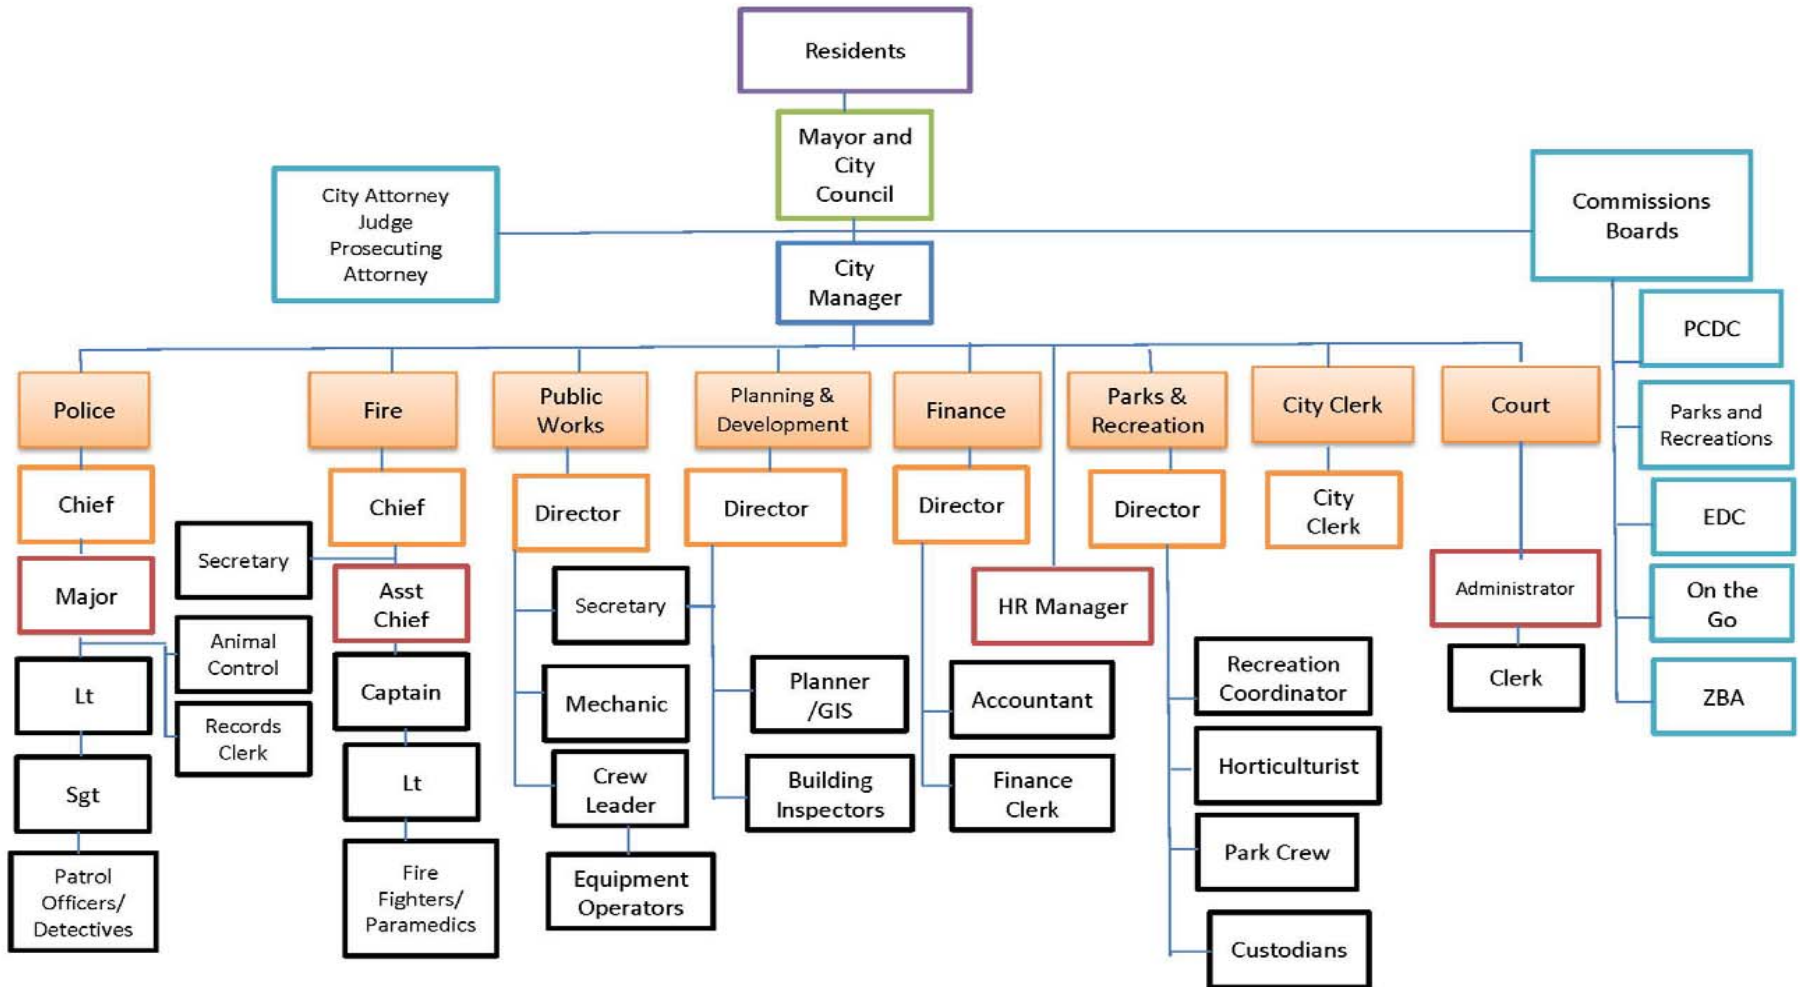 Residents
Mayor and
City
Council
City Attorney
Judge
Prosecuting
Attorney
Commissions
Boards
City
Manager
PCDC
Parks and
Recreations
EDC
On the
Go
ZBA
Police
Fire
Public
Works
Planning &
Development
Finance
Parks &
Recreation
City Clerk
Court
Chief
Major
Lt
Sgt
Patrol
Officers/
Detectives
Animal
Control
Records
Clerk
Chief
Secretary
Asst
Chief
Captain
Lt
Fire
Fighters/
Paramedics
Director
Secretary
Mechanic
Crew
Leader
Equipment
Operators
Director
Planner
/GIS
Building
Inspectors
Director
Accountant
Finance
Clerk
HR Manager
Director
Recreation
Coordinator
Horticulturist
Park Crew
Custodians
City
Clerk
Administrator
Clerk